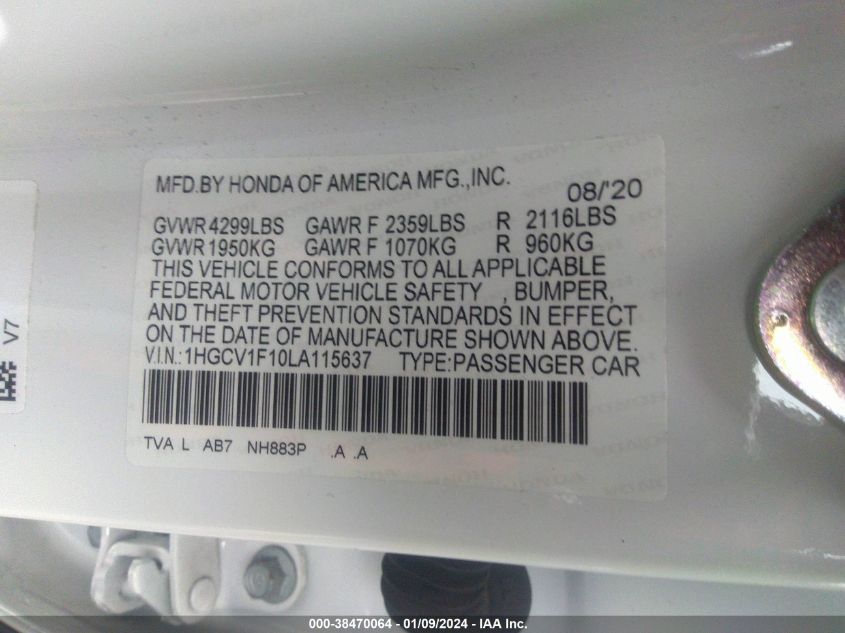 MFD.BY HONDA OF AMERICA MFG.,INC. 08/'20
GVWR 4299LBS GAWR F 2359LBS R 2116LBS
GVWR 1950KG GAWR F 1070KG R 960KG
THIS VEHICLE CONFORMS TO ALL APPLICABLE
FEDERAL MOTOR VEHICLE SAFETY , BUMPER,
AND THEFT PREVENTION STANDARDS IN EFFECT
ON THE DATE OF MANUFACTURE SHOWN ABOVE.
V.I.N.:1HGCV1F10LA115637 TYPE:PASSENGER CAR
TVA L AB7 NH883P .A .A
V7
000-38470064 - 01/09/2024 - IAA Inc.